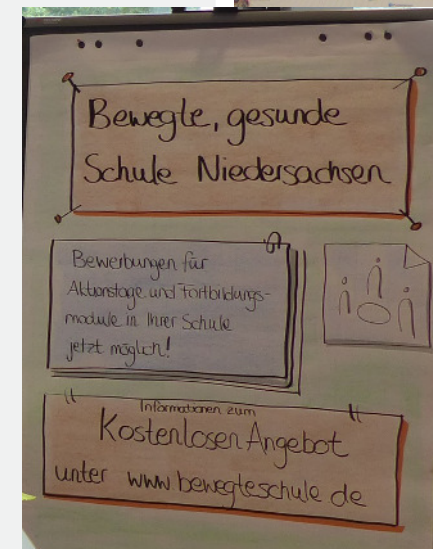 Bewegte, gesunde
Schule Niedersachsen
Bewerbungen für
Aktionstage und Fortbildungs-
module in Ihrer Schule
jetzt möglich!
Informationen zum
Kostenlosen Angebot
unter www.bewegteschule.de